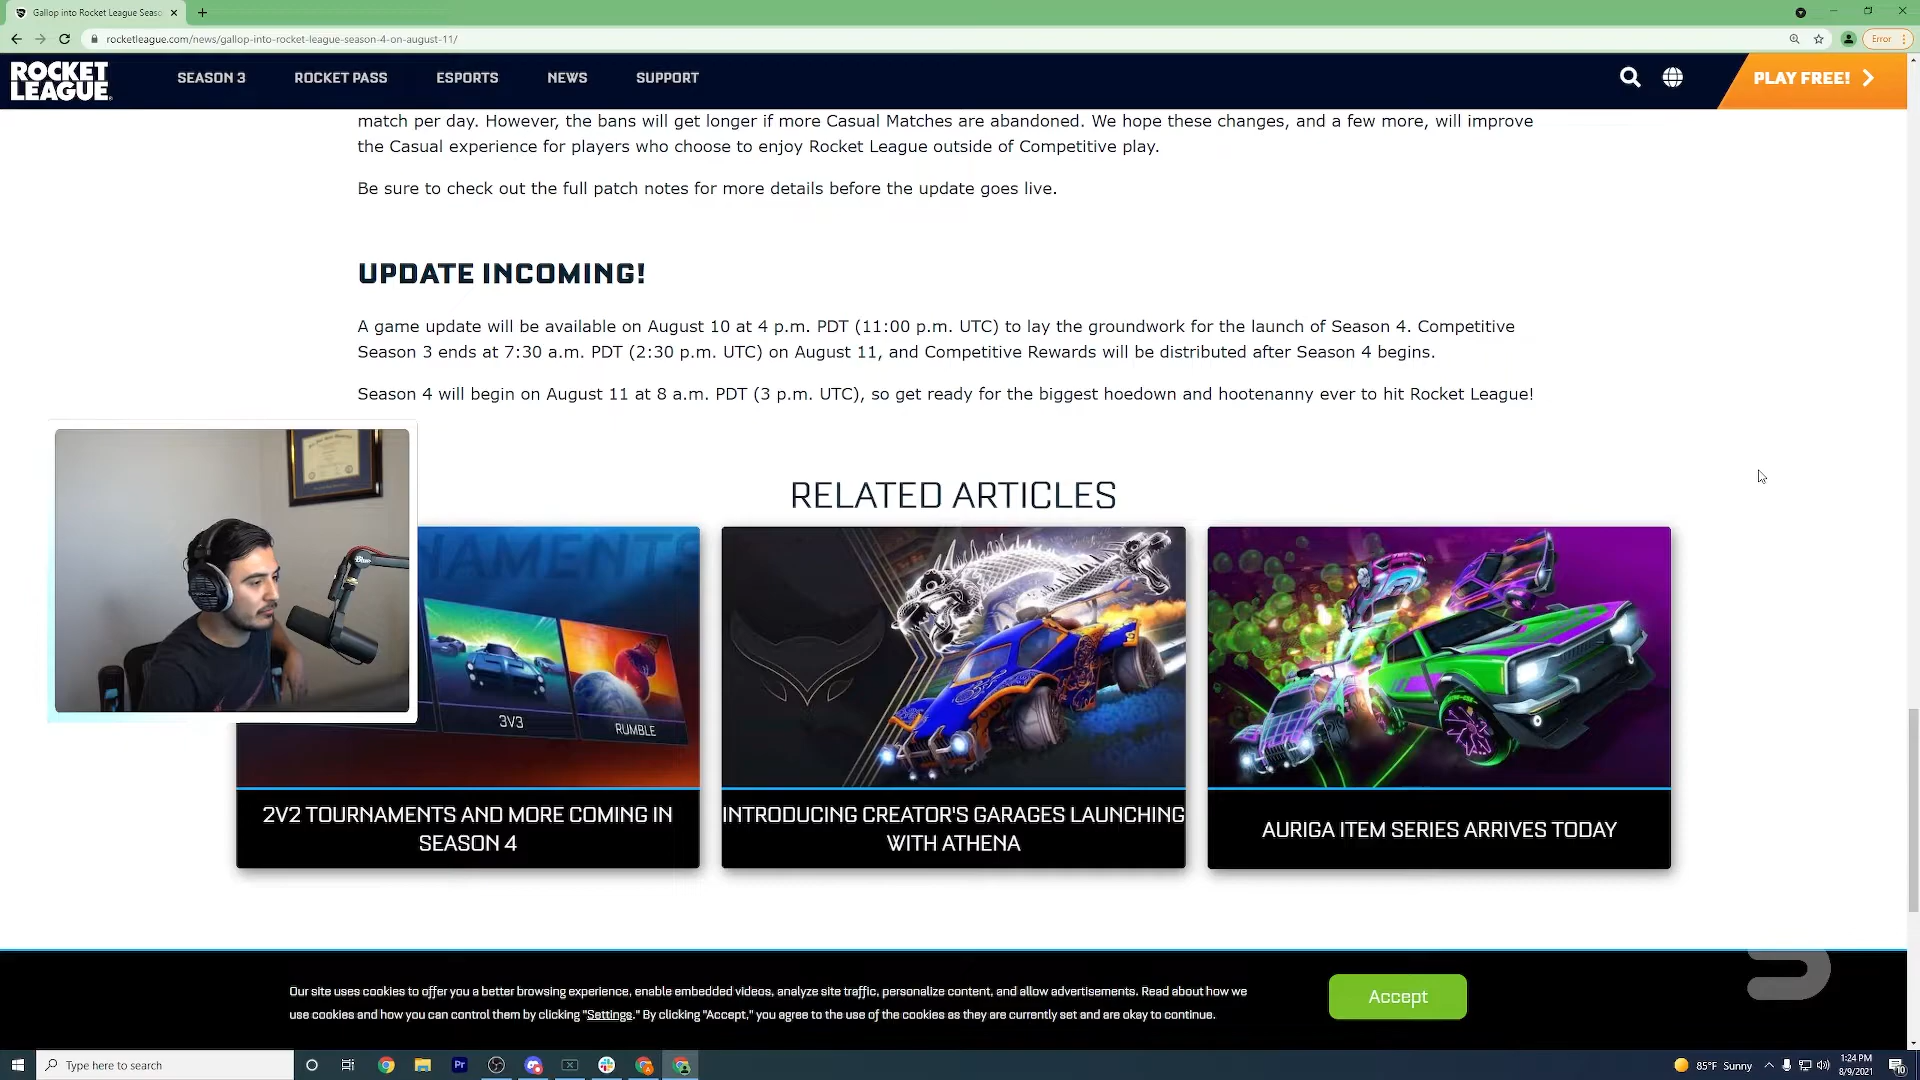 Gallop into Rocket League Seaso
rocketleague.com/news/gallop-into-rocket-league-season-4-on-august-11/
Error
ROCKET
LEAGUE
SEASON 3
ROCKET PASS
ESPORTS
NEWS
SUPPORT
PLAY FREE!
match per day. However, the bans will get longer if more Casual Matches are abandoned. We hope these changes, and a few more, will improve
the Casual experience for players who choose to enjoy Rocket League outside of Competitive play.
Be sure to check out the full patch notes for more details before the update goes live.
UPDATE INCOMING!
A game update will be available on August 10 at 4 p.m. PDT (11:00 p.m. UTC) to lay the groundwork for the launch of Season 4. Competitive
Season 3 ends at 7:30 a.m. PDT (2:30 p.m. UTC) on August 11, and Competitive Rewards will be distributed after Season 4 begins.
Season 4 will begin on August 11 at 8 a.m. PDT (3 p.m. UTC), so get ready for the biggest hoedown and hootenanny ever to hit Rocket League!
RELATED ARTICLES
NAMENTS
3V3
RUMBLE
2V2 TOURNAMENTS AND MORE COMING IN
SEASON 4
INTRODUCING CREATOR'S GARAGES LAUNCHING
WITH ATHENA
AURIGA ITEM SERIES ARRIVES TODAY
Our site uses cookies to offer you a better browsing experience, enable embedded videos, analyze site traffic, personalize content, and allow advertisements. Read about how we
use cookies and how you can control them by clicking "Settings." By clicking "Accept," you agree to the use of the cookies as they are currently set and are okay to continue.
Accept
Type here to search
Pr
85°F Sunny
1:24 PM
8/9/2021
10